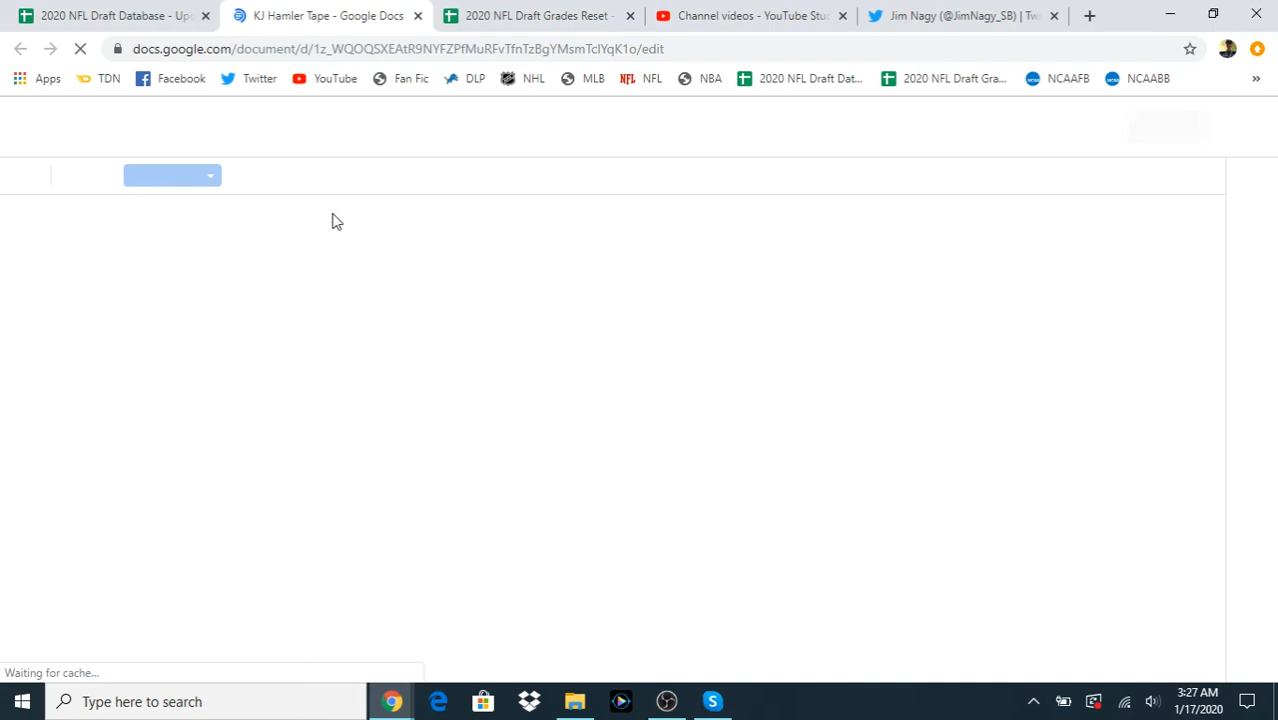 2020 NFL Draft Database - Up
KJ Hamler Tape - Google Docs
2020 NFL Draft Grades Reset -
Channel videos - YouTube Stu
Jim Nagy (@JimNagy_SB) | Tw
docs.google.com/document/d/1z_WQOQSXEAtR9NYFZPfMuRFvTfnTzBgYMsmTclYqK1o/edit
Apps TDN Facebook Twitter YouTube Fan Fic DLP NHL MLB NFL NBA 2020 NFL Draft Dat... 2020 NFL Draft Gra... NCAAFB NCAABB »
Waiting for cache...
Type here to search
3:27 AM
1/17/2020